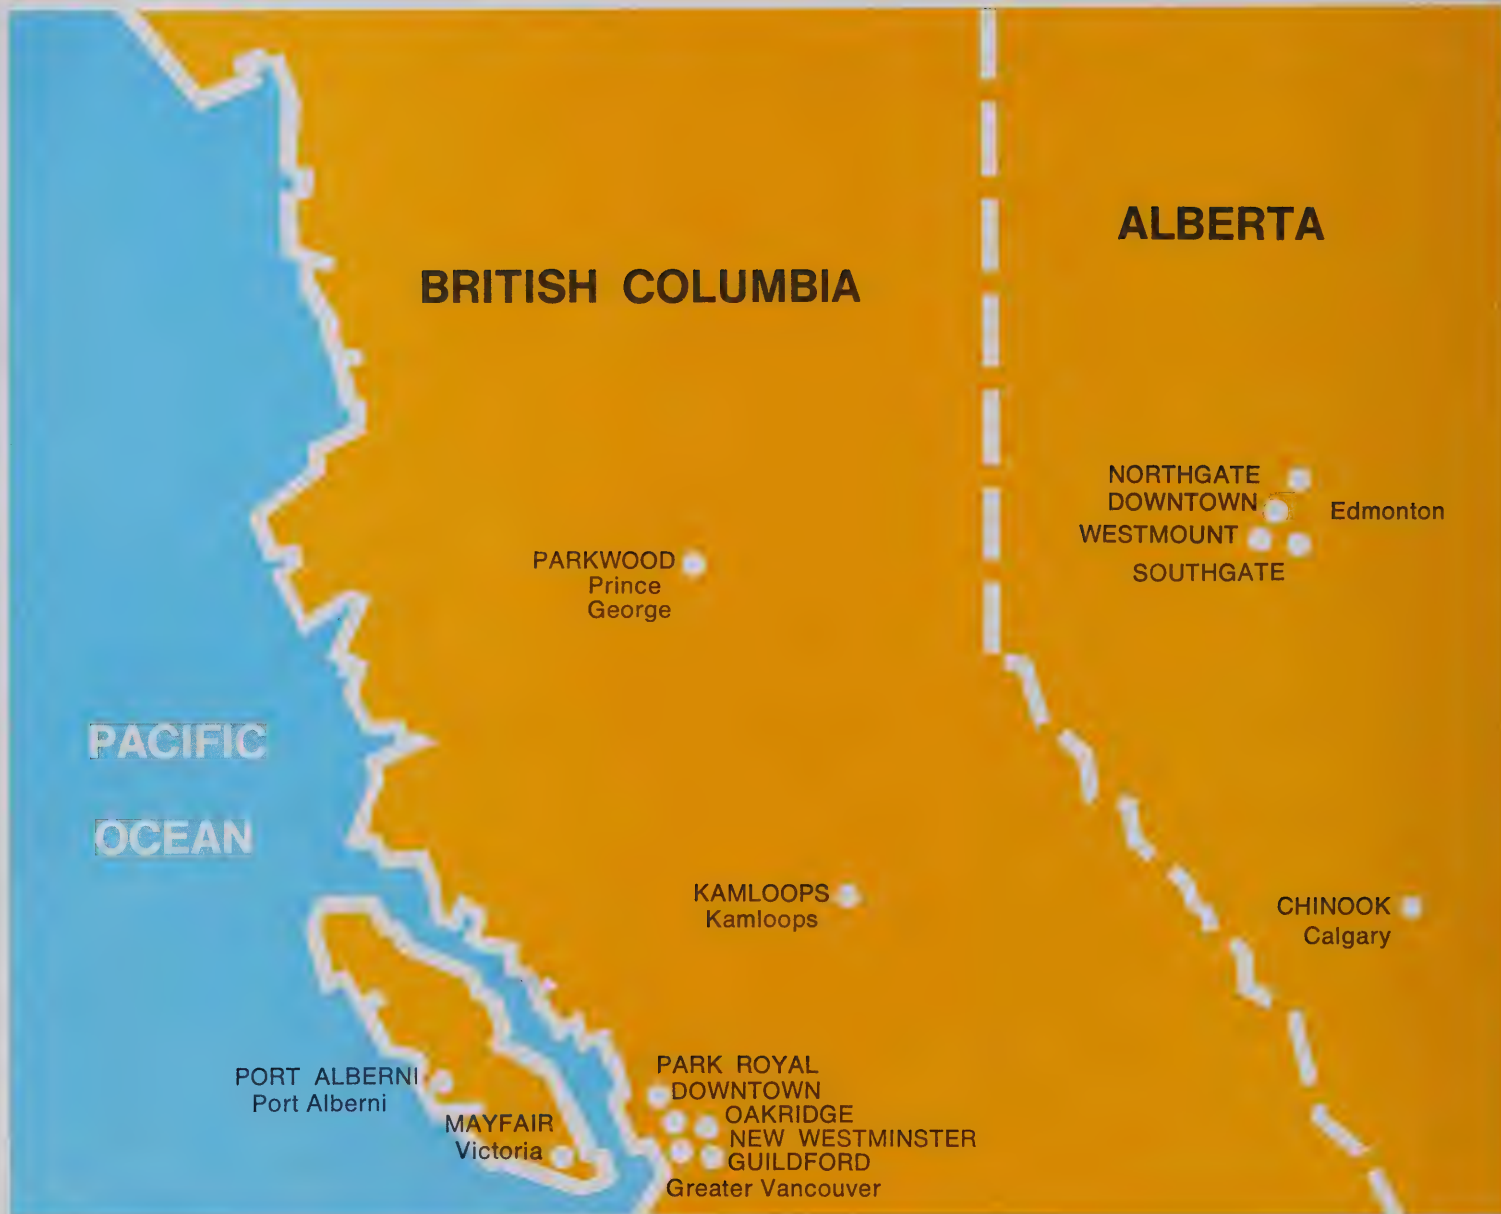 ALBERTA
BRITISH COLUMBIA
NORTHGATE
DOWNTOWN
Edmonton
WESTMOUNT
SOUTHGATE
PARKWOOD
Prince
George
PACIFIC
OCEAN
KAMLOOPS
Kamloops
CHINOOK
Calgary
PORT ALBERNI
Port Alberni
MAYFAIR
Victoria
PARK ROYAL
DOWNTOWN
OAKRIDGE
NEW WESTMINSTER
GUILDFORD
Greater Vancouver